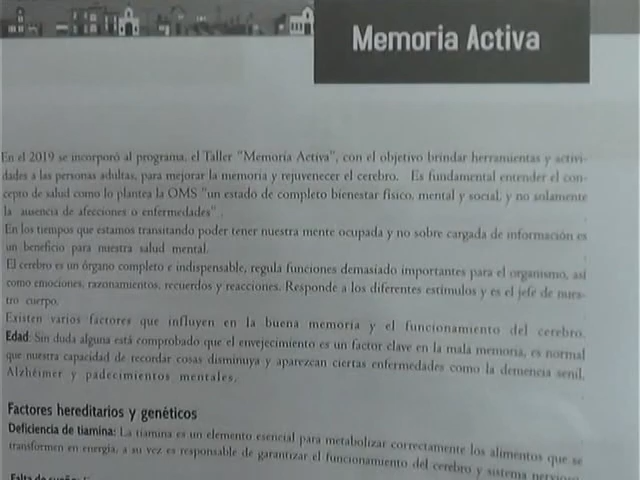 Memoria Activa
En el 2019 se incorporó al programa, el Taller "Memoria Activa", con el objetivo brindar herramientas y activi-
dades a las personas adultas, para mejorar la memoria y rejuvenecer el cerebro. Es fundamental entender el con-
cepto de salud como lo plantea la OMS "un estado de completo bienestar físico, mental y social, y no solamente
la ausencia de afecciones o enfermedades".
En los tiempos que estamos transitando poder tener nuestra mente ocupada y no sobre cargada de información es
un beneficio para nuestra salud mental.
El cerebro es un órgano completo e indispensable, regula funciones demasiado importantes para el organismo, así
como emociones, razonamientos, recuerdos y reacciones. Responde a los diferentes estímulos y es el jefe de nues-
tro cuerpo.
Existen varios factores que influyen en la buena memoria y el funcionamiento del cerebro.
Edad: Sin duda alguna está comprobado que el envejecimiento es un factor clave en la mala memoria, es normal
que nuestra capacidad de recordar cosas disminuya y aparezcan ciertas enfermedades como la demencia senil,
Alzhéimer y padecimientos mentales.
Factores hereditarios y genéticos
Deficiencia de tiamina: La tiamina es un elemento esencial para metabolizar correctamente los alimentos que se
transformen en energía, a su vez es responsable de garantizar el funcionamiento del cerebro y sistema nervioso
Falta de sueño: